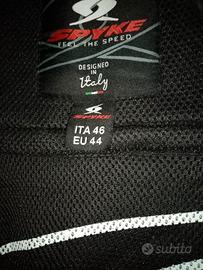 SPYKE
FEEL THE SPEED
DESIGNED
IN
Italy
SPYKE
ITA 46
EU 44
subito